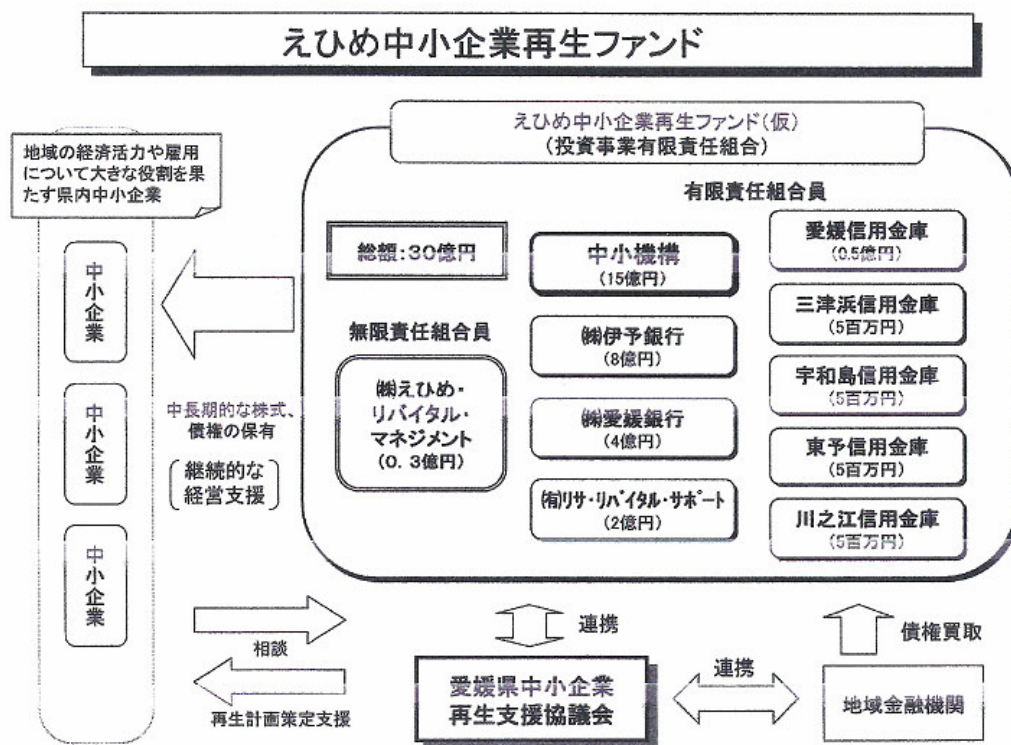 えひめ中小企業再生ファンド
えひめ中小企業再生ファンド(仮)
(投資事業有限責任組合)
地域の経済活力や雇用
について大きな役割を果
たす県内中小企業
中小企業
中小企業
中小企業
中長期的な株式、
債権の保有
継続的な
経営支援
総額:30億円
無限責任組合員
㈱えひめ・
リバイタル・
マネジメント
(0.3億円)
有限責任組合員
中小機構
(15億円)
㈱伊予銀行
(8億円)
㈱愛媛銀行
(4億円)
㈲リサ・リバイタル・サポート
(2億円)
愛媛信用金庫
(0.5億円)
三津浜信用金庫
(5百万円)
宇和島信用金庫
(5百万円)
東予信用金庫
(5百万円)
川之江信用金庫
(5百万円)
相談
再生計画策定支援
連携
愛媛県中小企業
再生支援協議会
連携
債権買取
地域金融機関